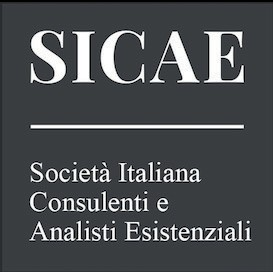 SICAE
Società Italiana
Consulenti e
Analisti Esistenziali